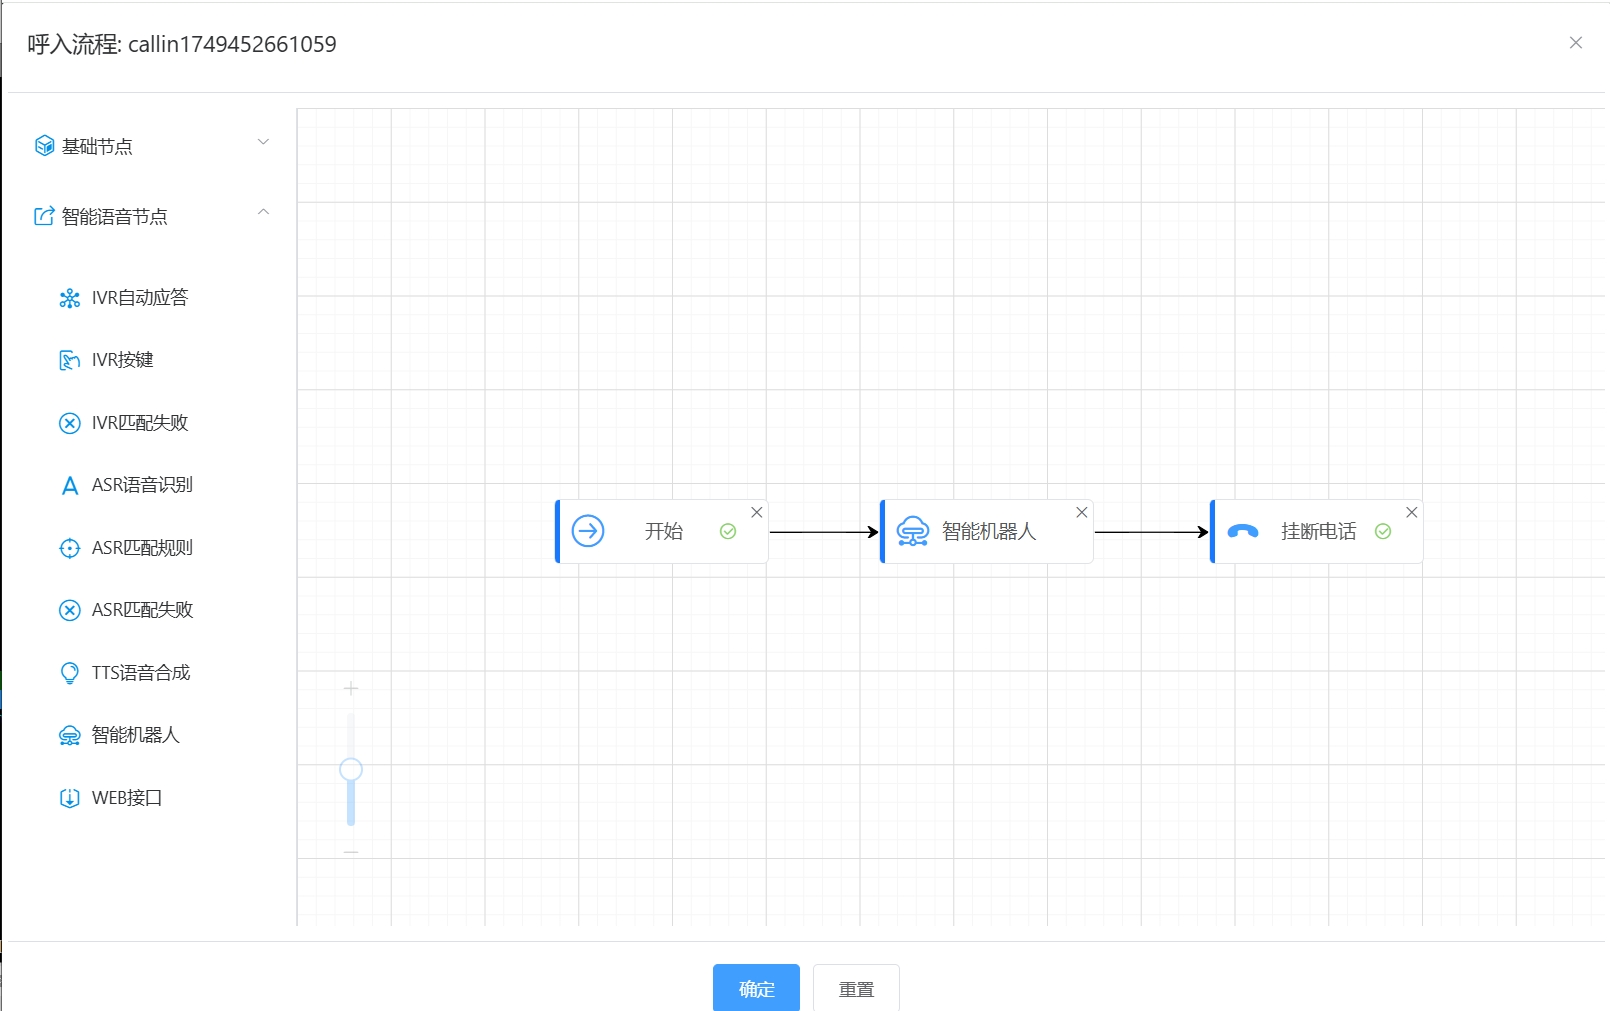 呼入流程: callin1749452661059
基础节点
智能语音节点
IVR自动应答
IVR按键
IVR匹配失败
ASR语音识别
ASR匹配规则
ASR匹配失败
TTS语音合成
智能机器人
WEB接口
开始
智能机器人
挂断电话
确定
重置